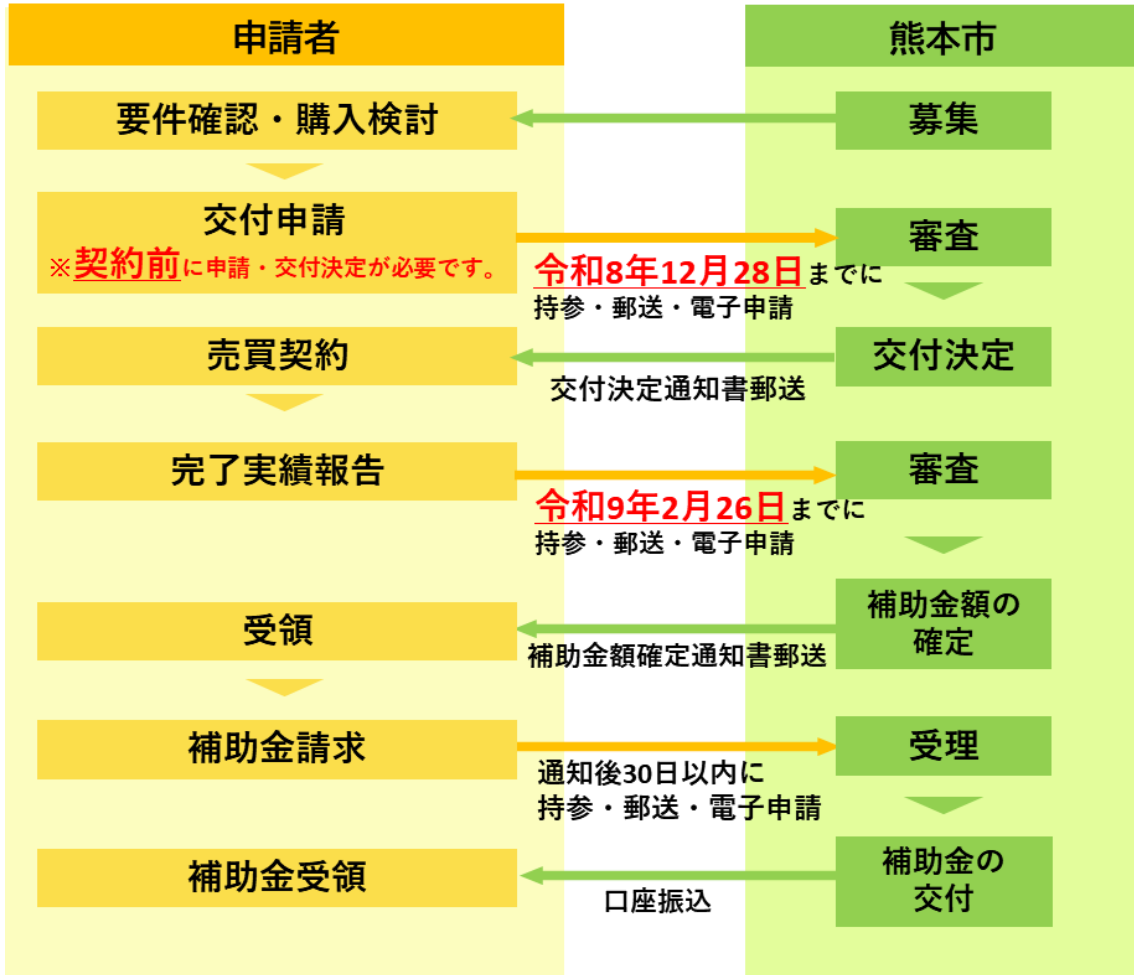 申請者
熊本市
要件確認・購入検討
募集
交付申請
※契約前に申請・交付決定が必要です。
審査
令和8年12月28日までに
持参・郵送・電子申請
売買契約
交付決定
交付決定通知書郵送
完了実績報告
審査
令和9年2月26日までに
持参・郵送・電子申請
受領
補助金額の
確定
補助金額確定通知書郵送
補助金請求
受理
通知後30日以内に
持参・郵送・電子申請
補助金受領
補助金の
交付
口座振込